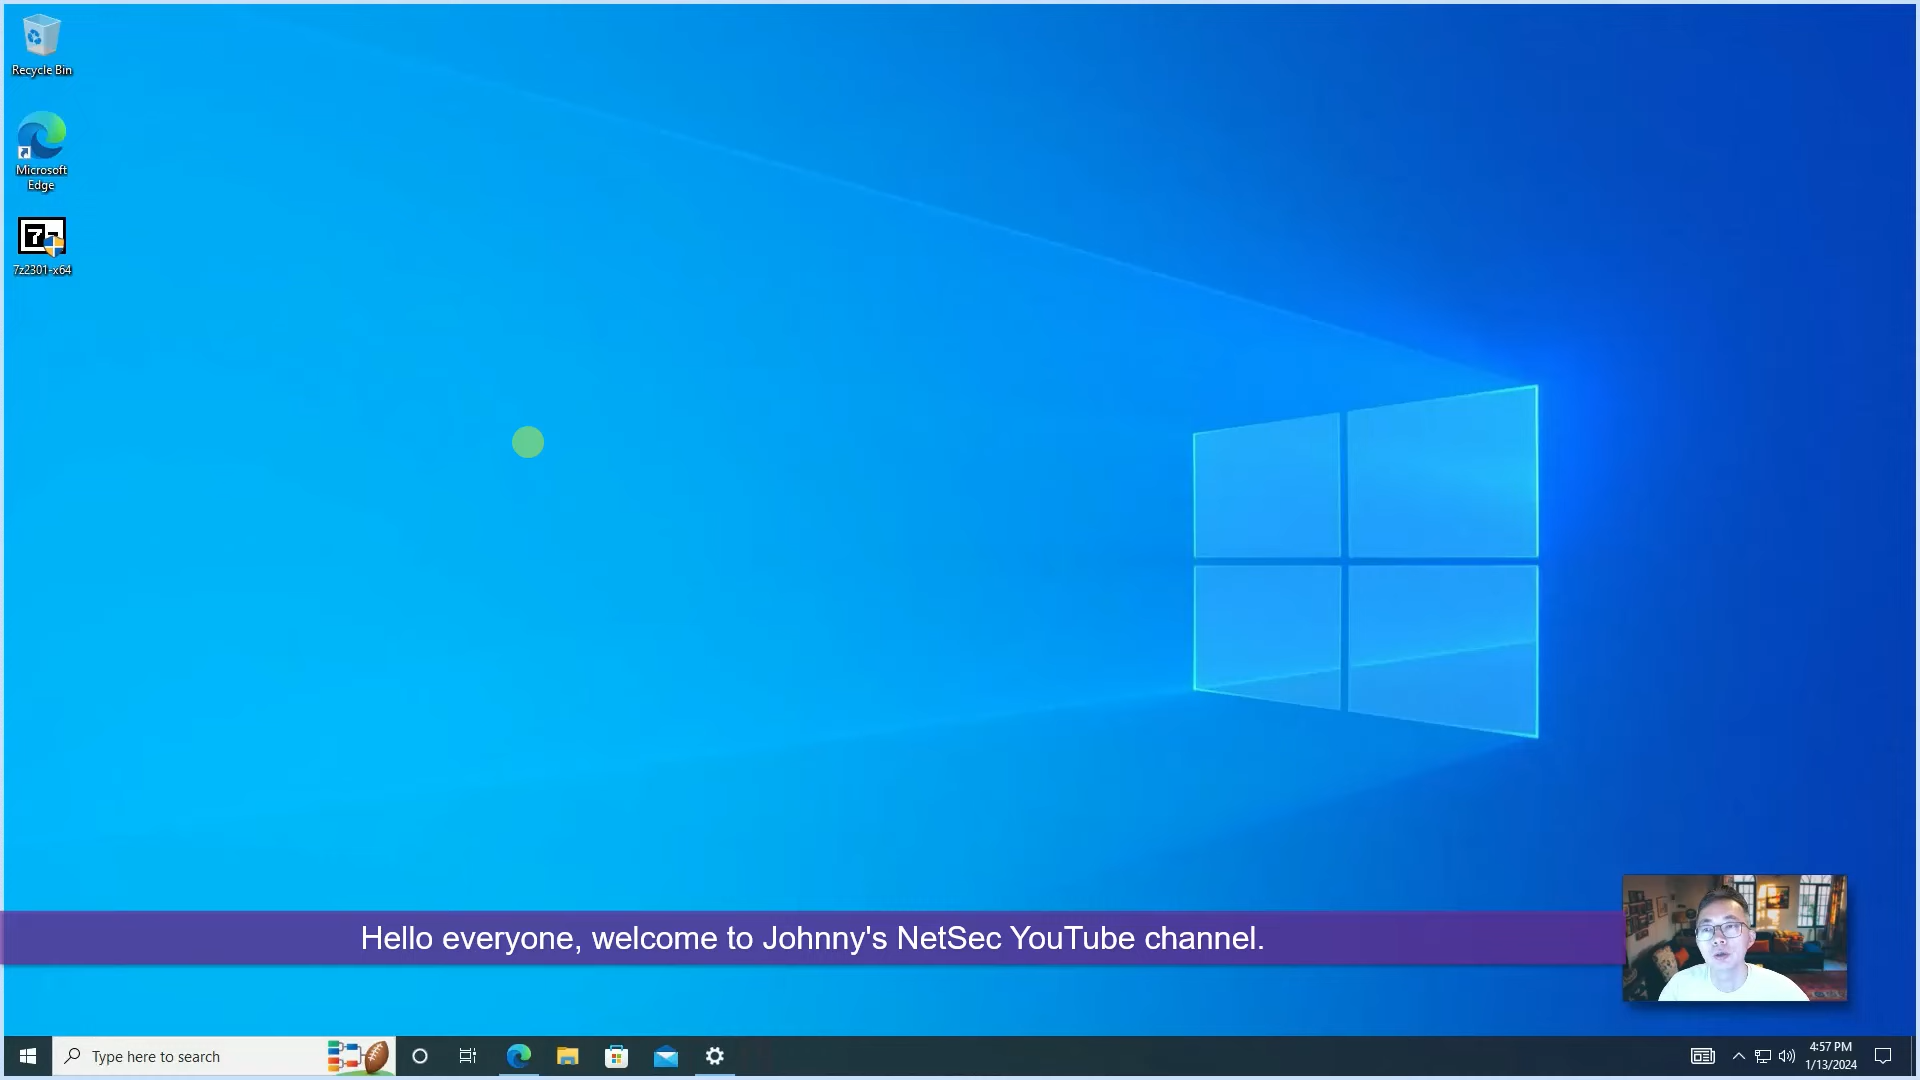 Recycle Bin
Microsoft
Edge
7z2301-x64
Hello everyone, welcome to Johnny's NetSec YouTube channel.
Type here to search
4:57 PM
1/13/2024